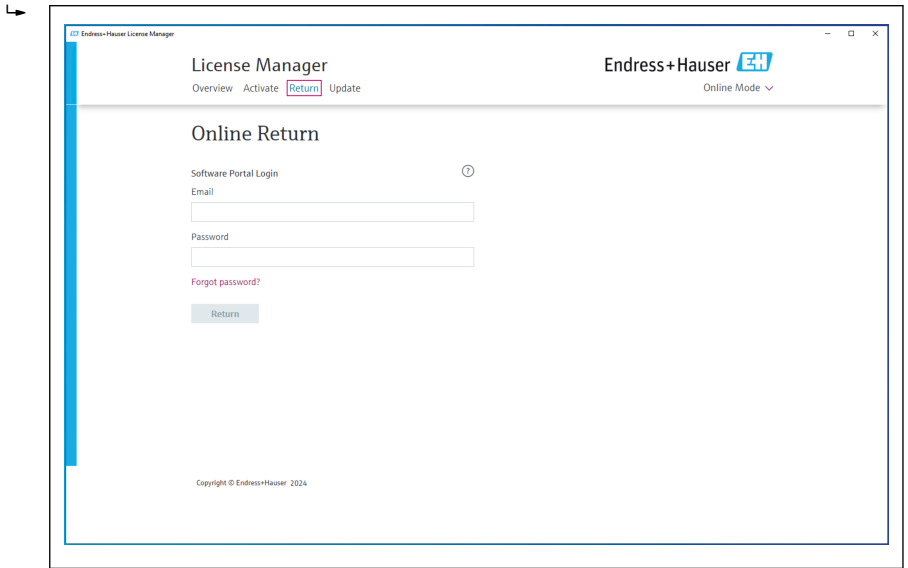 Endress+Hauser License Manager
License Manager
Endress+Hauser EH
Overview Activate Return Update
Online Mode
Online Return
Software Portal Login ?
Email
Password
Forgot password?
Return
Copyright © Endress+Hauser 2024